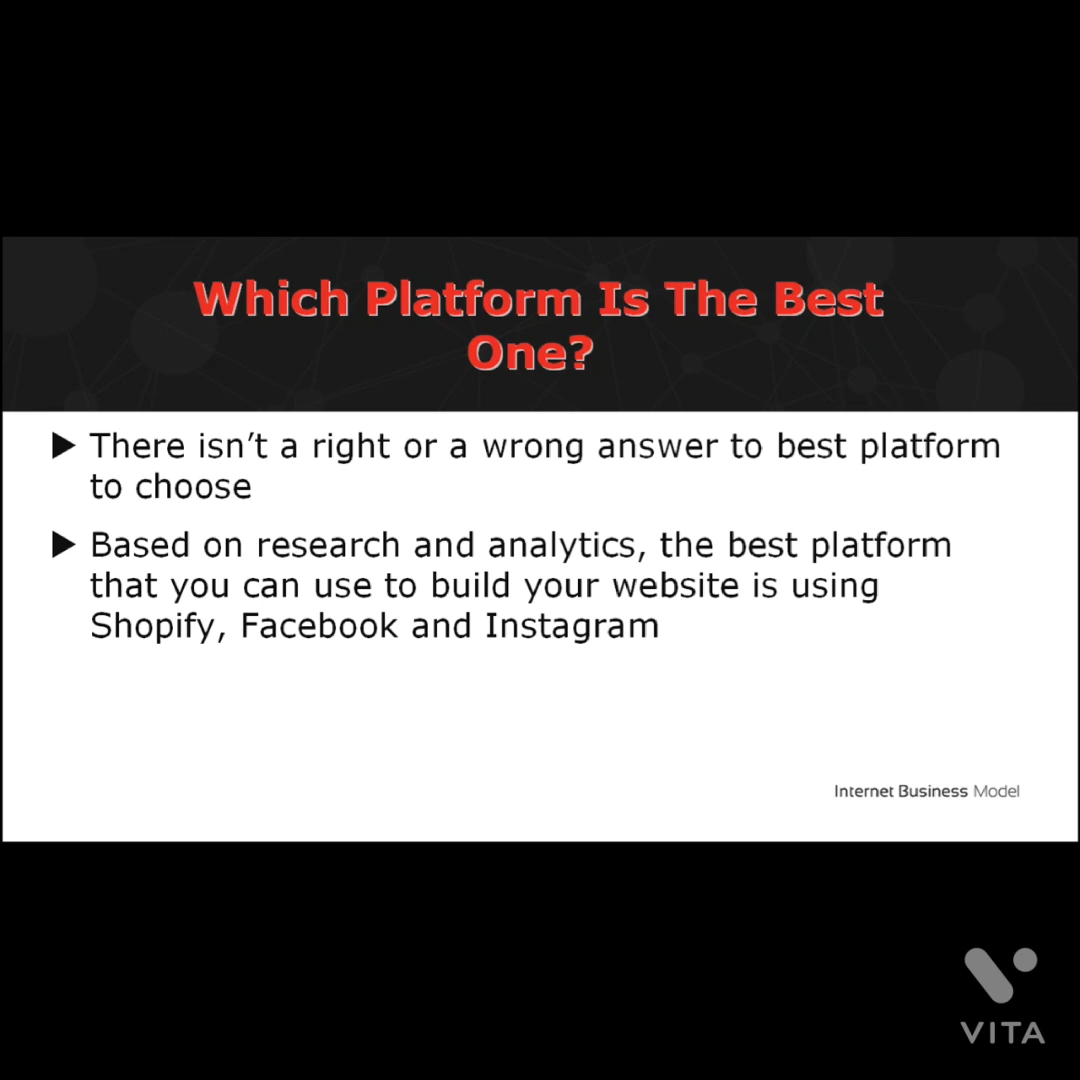 Which Platform Is The Best
One?
▶ There isn’t a right or a wrong answer to best platform
to choose
▶ Based on research and analytics, the best platform
that you can use to build your website is using
Shopify, Facebook and Instagram
Internet Business Model
VITA